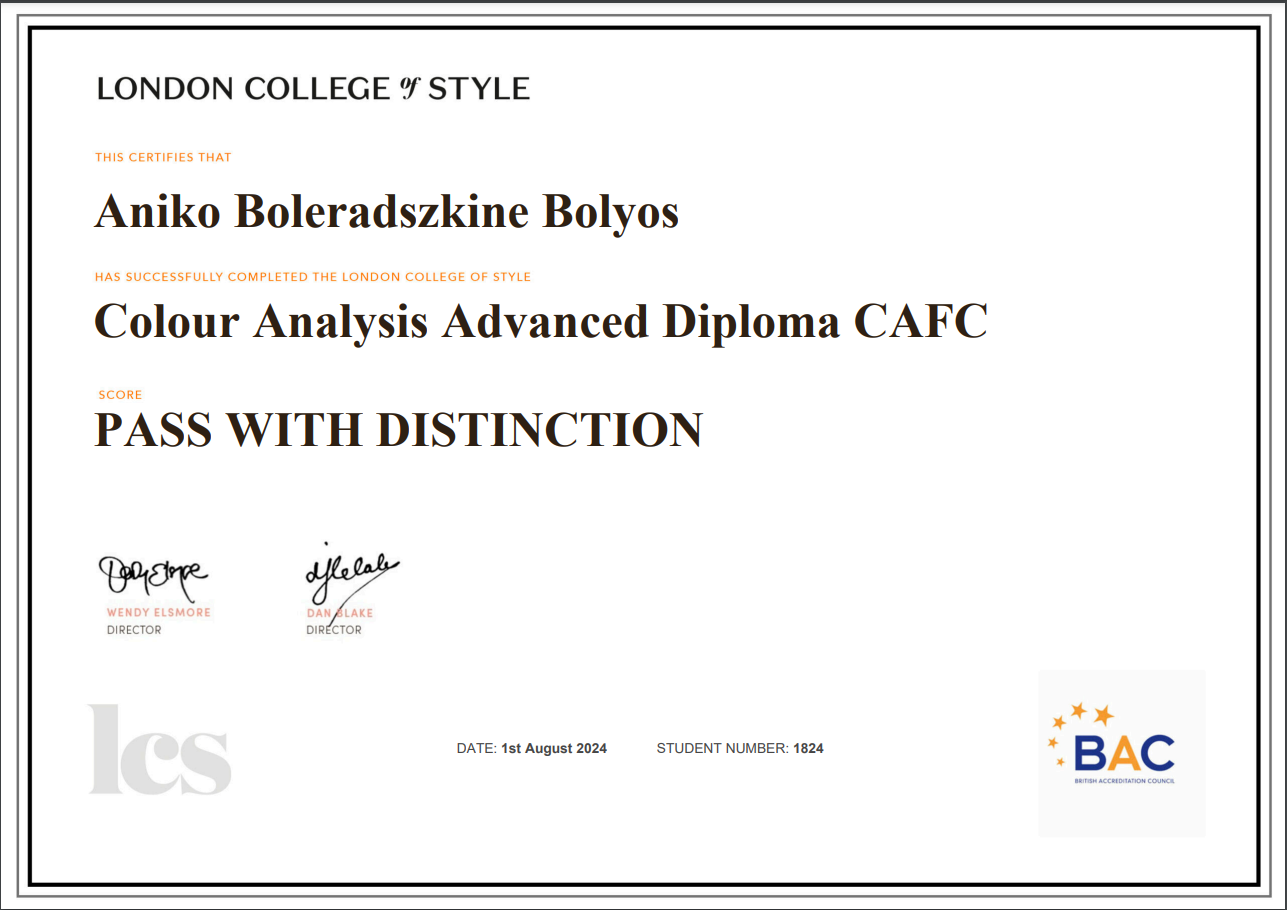 LONDON COLLEGE of STYLE
THIS CERTIFIES THAT
Aniko Boleradszkine Bolyos
HAS SUCCESSFULLY COMPLETED THE LONDON COLLEGE OF STYLE
Colour Analysis Advanced Diploma CAFC
SCORE
PASS WITH DISTINCTION
WENDY ELSMORE
DIRECTOR
DAN BLAKE
DIRECTOR
lcs
DATE: 1st August 2024
STUDENT NUMBER: 1824
BAC
BRITISH ACCREDITATION COUNCIL